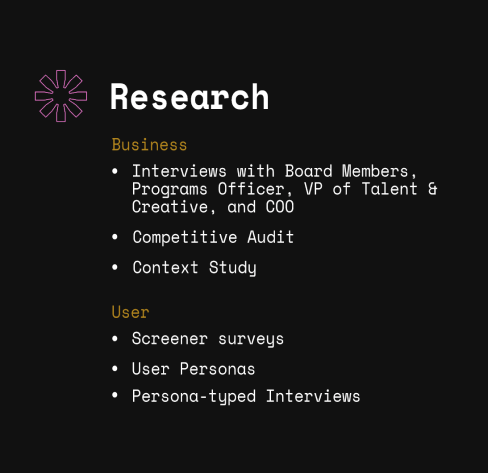 Research
Business
• Interviews with Board Members,
Programs Officer, VP of Talent &
Creative, and COO
• Competitive Audit
• Context Study
User
• Screener surveys
• User Personas
• Persona-typed Interviews